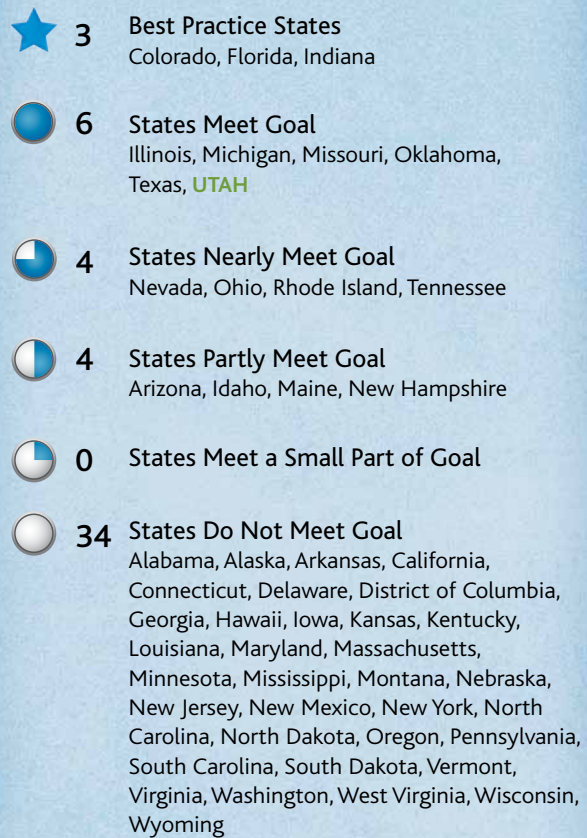 3 Best Practice States
Colorado, Florida, Indiana
6 States Meet Goal
Illinois, Michigan, Missouri, Oklahoma,
Texas, UTAH
4 States Nearly Meet Goal
Nevada, Ohio, Rhode Island, Tennessee
4 States Partly Meet Goal
Arizona, Idaho, Maine, New Hampshire
0 States Meet a Small Part of Goal
34 States Do Not Meet Goal
Alabama, Alaska, Arkansas, California,
Connecticut, Delaware, District of Columbia,
Georgia, Hawaii, Iowa, Kansas, Kentucky,
Louisiana, Maryland, Massachusetts,
Minnesota, Mississippi, Montana, Nebraska,
New Jersey, New Mexico, New York, North
Carolina, North Dakota, Oregon, Pennsylvania,
South Carolina, South Dakota, Vermont,
Virginia, Washington, West Virginia, Wisconsin,
Wyoming